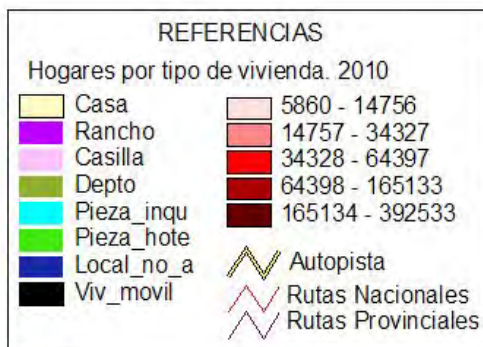 REFERENCIAS
Hogares por tipo de vivienda. 2010
Casa
Rancho
Casilla
Depto
Pieza_inqu
Pieza_hote
Local_no_a
Viv_movil
5860 - 14756
14757 - 34327
34328 - 64397
64398 - 165133
165134 - 392533
Autopista
Rutas Nacionales
Rutas Provinciales